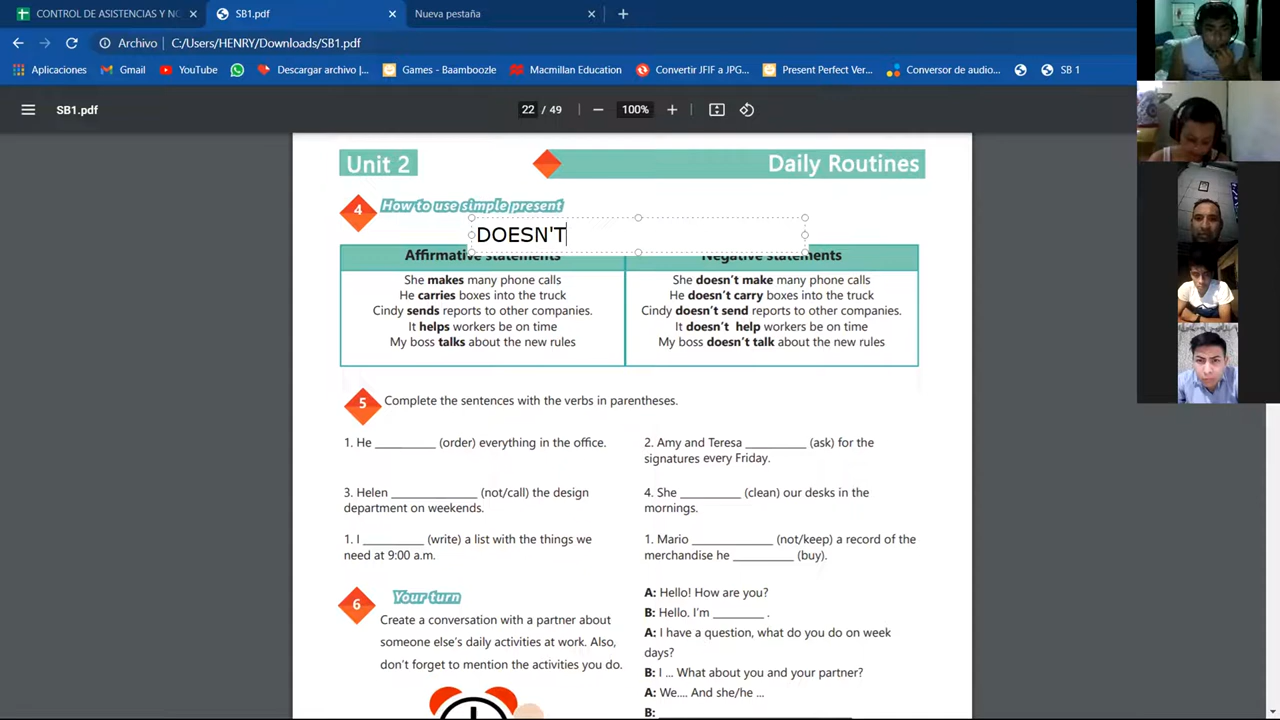 CONTROL DE ASISTENCIAS Y NO
SB1.pdf
Nueva pestaña
Archivo
C:/Users/HENRY/Downloads/SB1.pdf
Aplicaciones
Gmail
YouTube
Descargar archivo |...
Games - Baamboozle
Macmillan Education
Convertir JFIF a JPG...
Present Perfect Ver...
Conversor de audio...
SB 1
SB1.pdf
22 / 49
100%
Unit 2
Daily Routines
4
How to use simple present
DOESN'T
Affirmative statements
Negative statements
She makes many phone calls
He carries boxes into the truck
Cindy sends reports to other companies.
It helps workers be on time
My boss talks about the new rules
She doesn't make many phone calls
He doesn't carry boxes into the truck
Cindy doesn't send reports to other companies.
It doesn't help workers be on time
My boss doesn't talk about the new rules
5
Complete the sentences with the verbs in parentheses.
1. He __________ (order) everything in the office.
2. Amy and Teresa __________ (ask) for the
signatures every Friday.
3. Helen ______________ (not/call) the design
department on weekends.
4. She __________ (clean) our desks in the
mornings.
1. I __________ (write) a list with the things we
need at 9:00 a.m.
1. Mario _____________ (not/keep) a record of the
merchandise he __________ (buy).
6
Your turn
Create a conversation with a partner about
someone else's daily activities at work. Also,
don't forget to mention the activities you do.
A: Hello! How are you?
B: Hello. I'm ________ .
A: I have a question, what do you do on week
days?
B: I ... What about you and your partner?
A: We.... And she/he ...
B: ________________________________